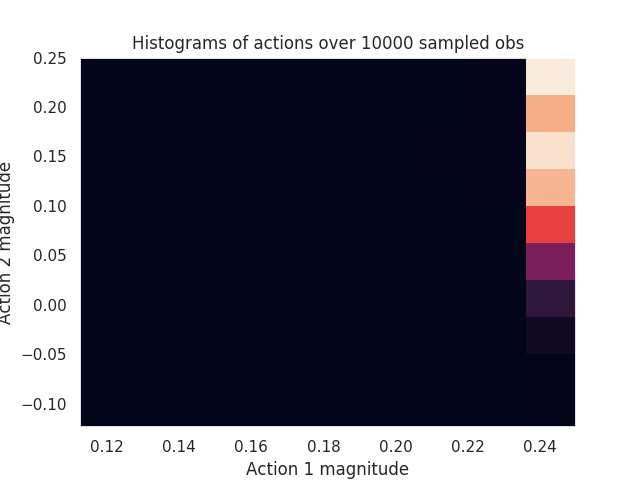 Histograms of actions over 10000 sampled obs
0.25
0.20
0.15
0.10
0.05
0.00
−0.05
−0.10
Action 2 magnitude
0.12 0.14 0.16 0.18 0.20 0.22 0.24
Action 1 magnitude